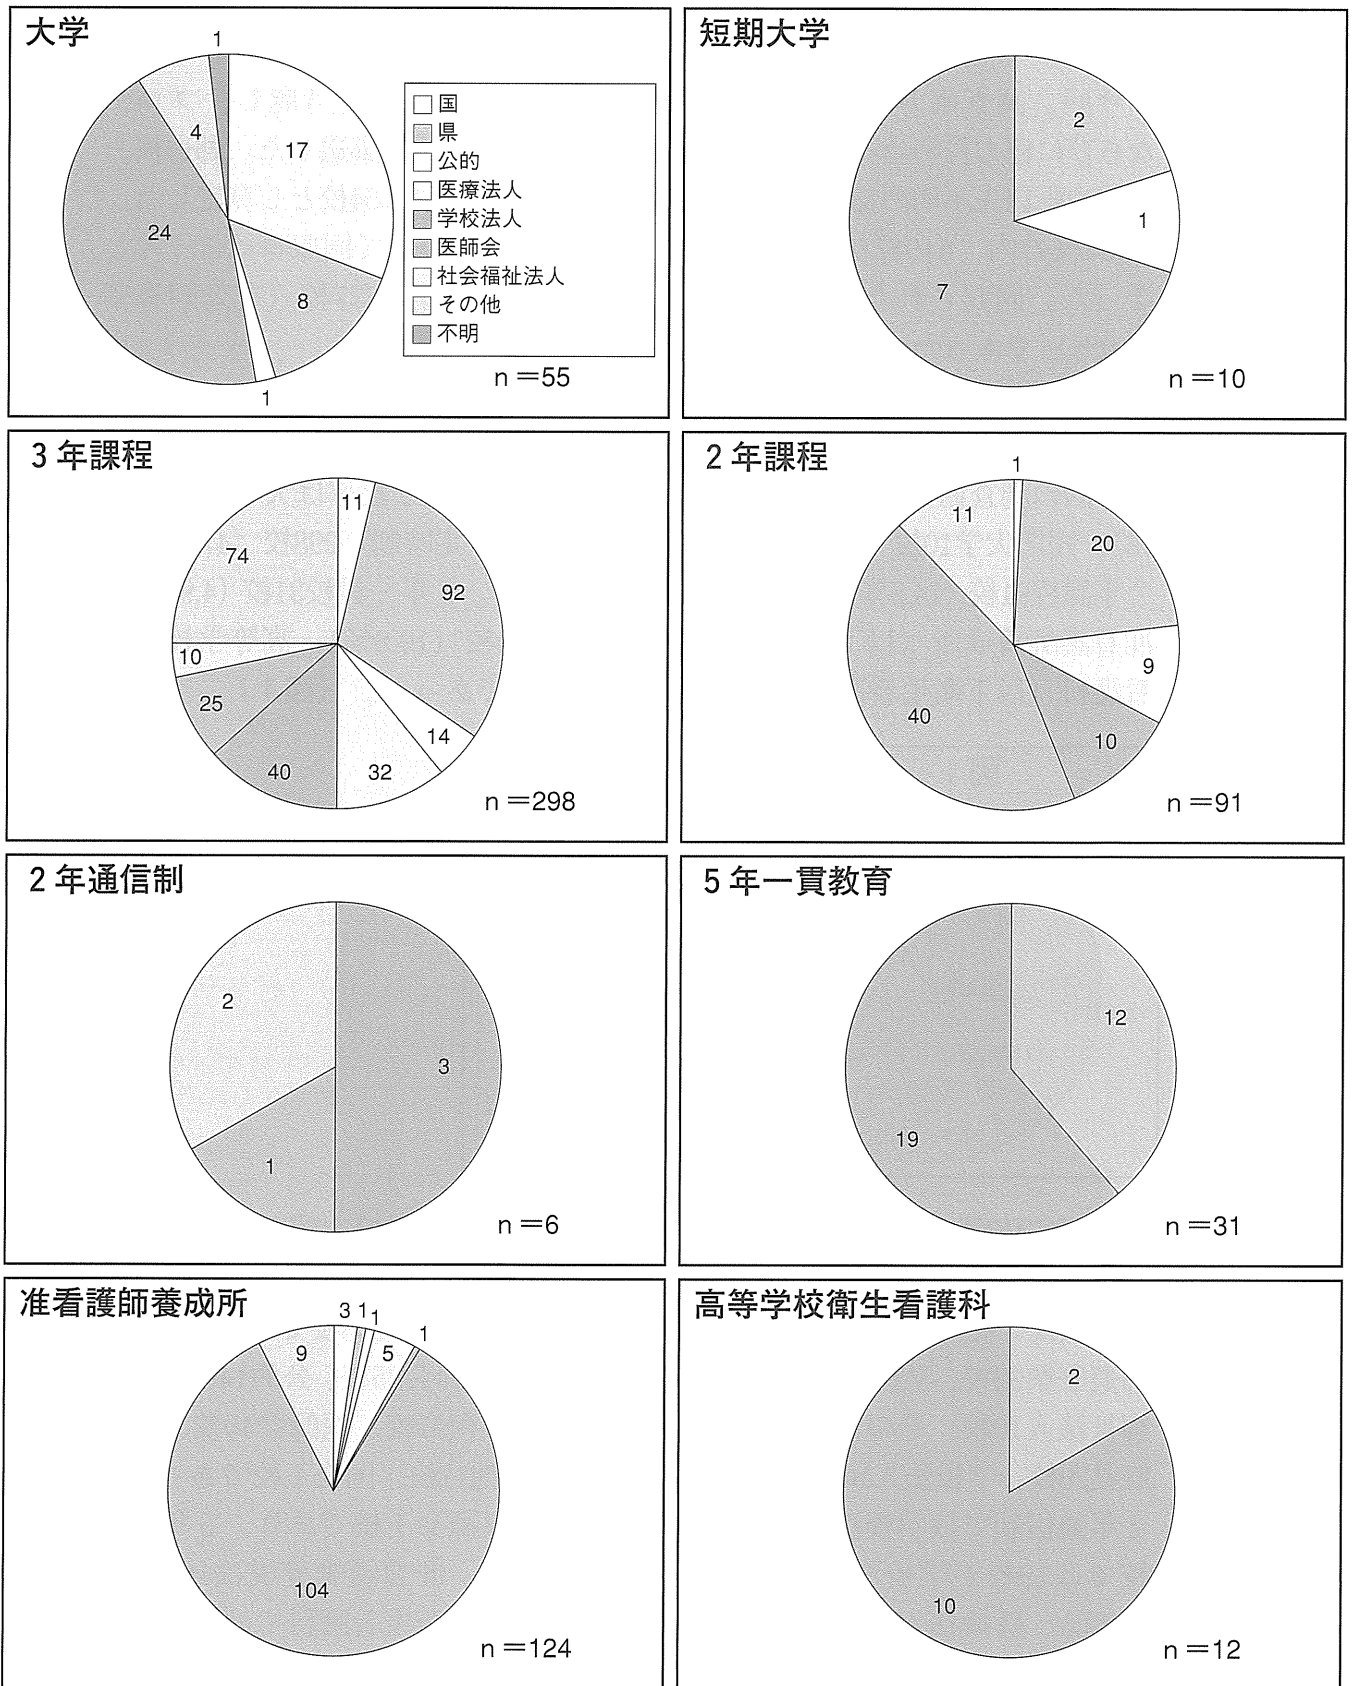 大学
1
17
4
24
8
1
国
県
公的
医療法人
学校法人
医師会
社会福祉法人
その他
不明
n＝55
短期大学
2
1
7
n＝10
3年課程
11
74
92
10
25
14
40
32
n＝298
2年課程
1
11
20
9
40
10
n＝91
2年通信制
2
3
1
n＝6
5年一貫教育
12
19
n＝31
准看護師養成所
3 1 1
1
9
5
104
n＝124
高等学校衛生看護科
2
10
n＝12